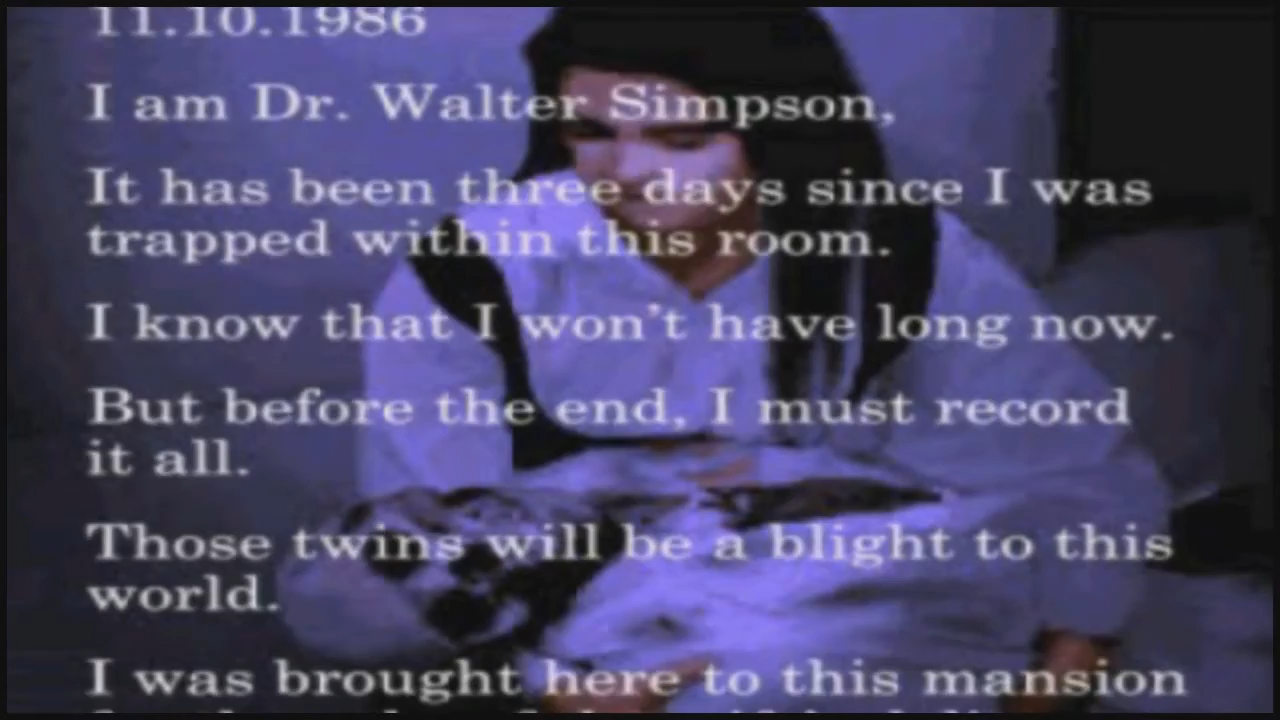 11.10.1986
I am Dr. Walter Simpson,
It has been three days since I was
trapped within this room.
I know that I won't have long now.
But before the end, I must record
it all.
Those twins will be a blight to this
world.
I was brought here to this mansion